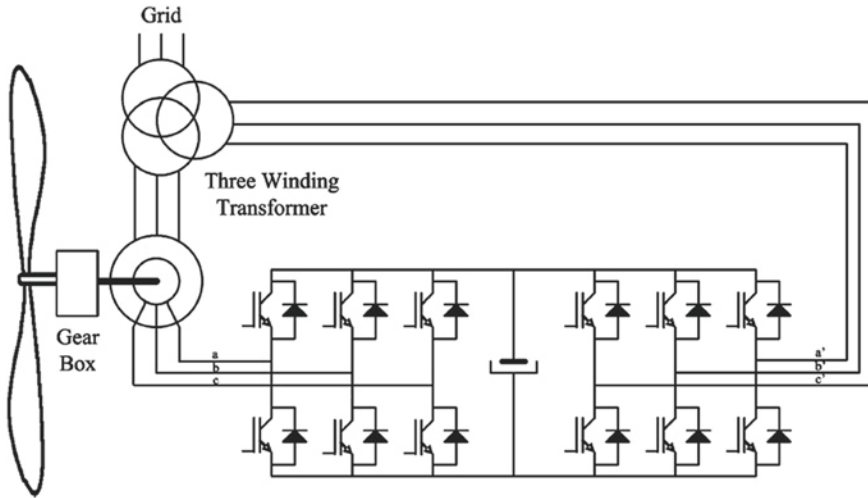 Grid
Three Winding
Transformer
Gear
Box
a
b
c
a'
b'
c'